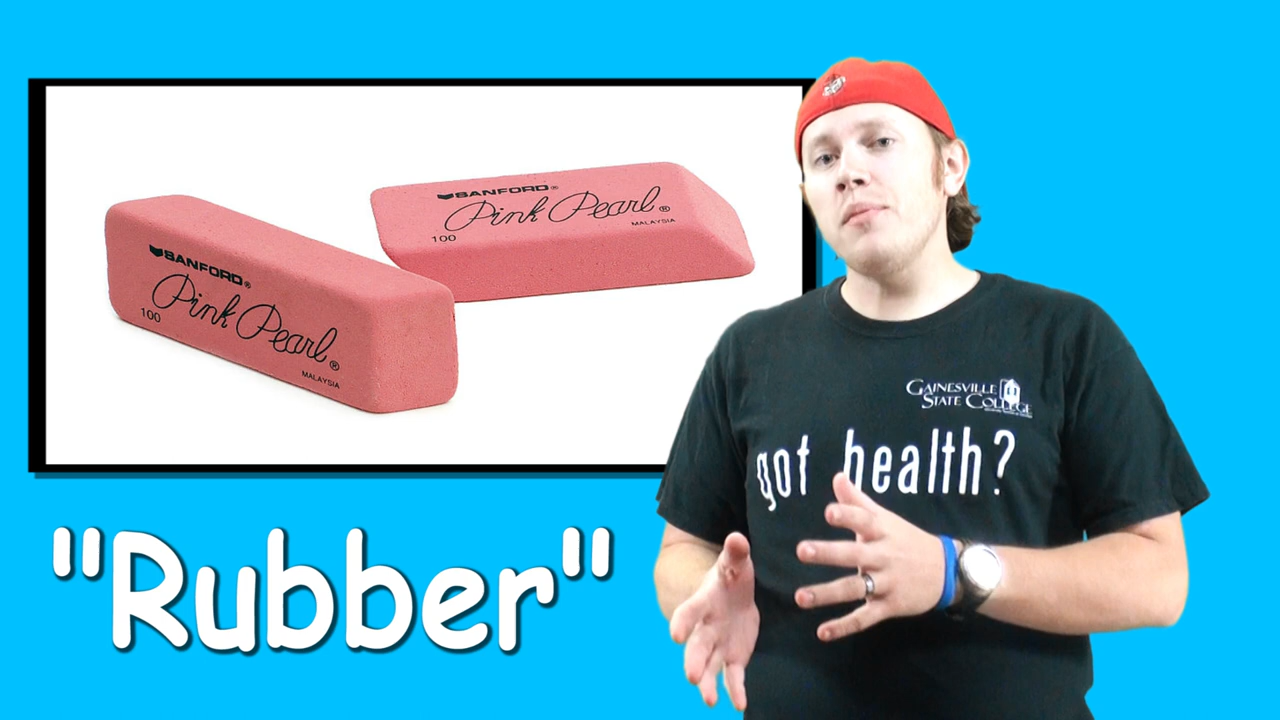 SANFORD®
Pink Pearl®
100
MALAYSIA
SANFORD®
Pink Pearl®
100
MALAYSIA
GAINESVILLE
STATE COLLEGE
got health?
"Rubber"